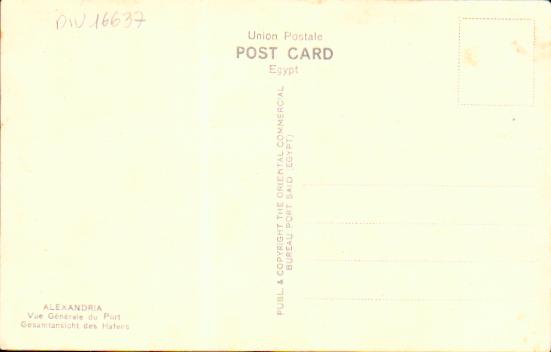 DIV 16637
Union Postale
POST CARD
Egypt
PUBL. & COPYRIGHT THE ORIENTAL COMMERCIAL
BUREAU PORT SAID (EGYPT)
ALEXANDRIA
Vue Générale du Port
Gesamtansicht des Hafens